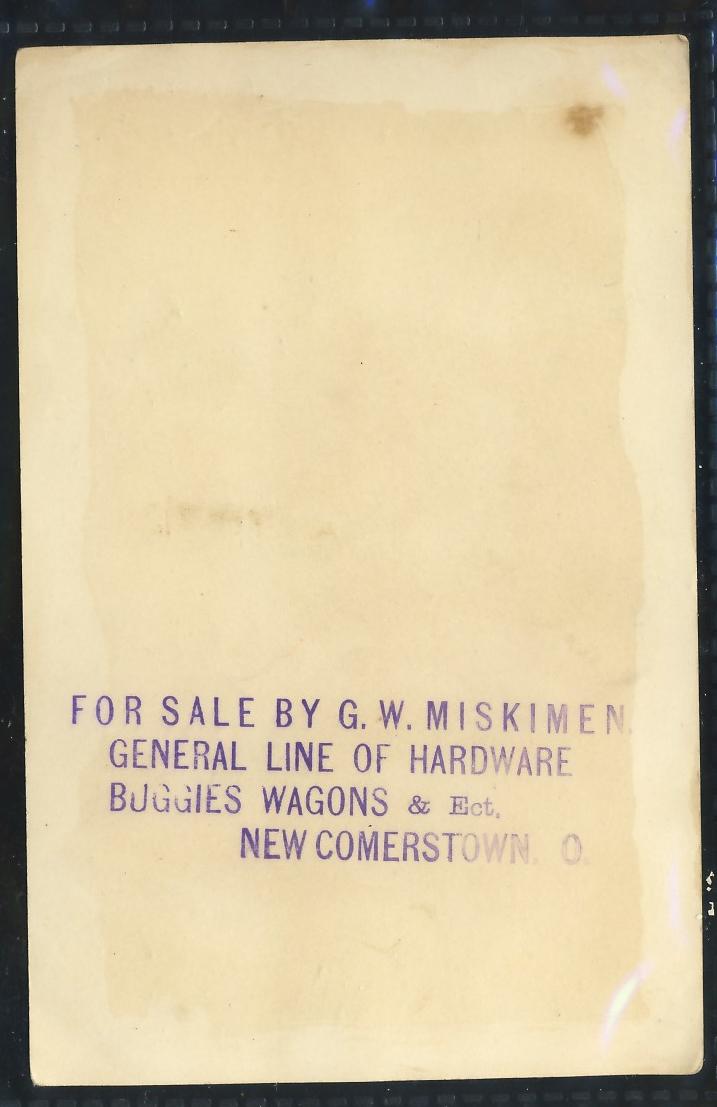 FOR SALE BY G. W. MISKIMEN.
GENERAL LINE OF HARDWARE
BUGGIES WAGONS & Ect.
NEW COMERSTOWN. O.